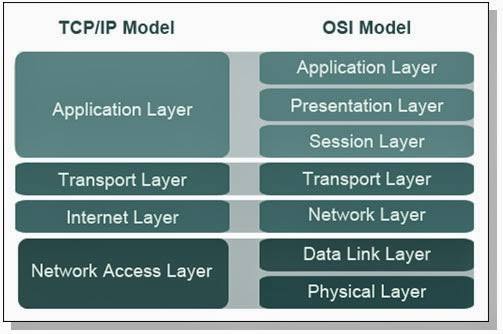 TCP/IP Model
OSI Model
Application Layer
Transport Layer
Internet Layer
Network Access Layer
Application Layer
Presentation Layer
Session Layer
Transport Layer
Network Layer
Data Link Layer
Physical Layer